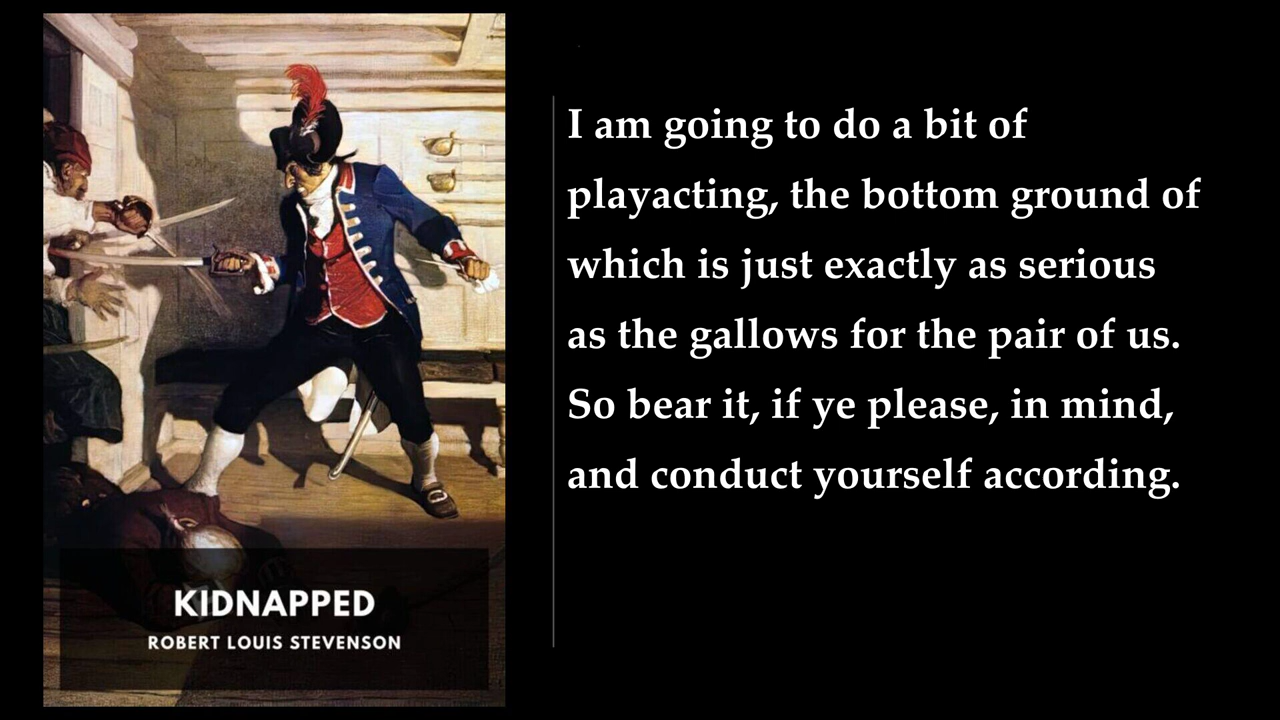 I am going to do a bit of
playacting, the bottom ground of
which is just exactly as serious
as the gallows for the pair of us.
So bear it, if ye please, in mind,
and conduct yourself according.
KIDNAPPED
ROBERT LOUIS STEVENSON